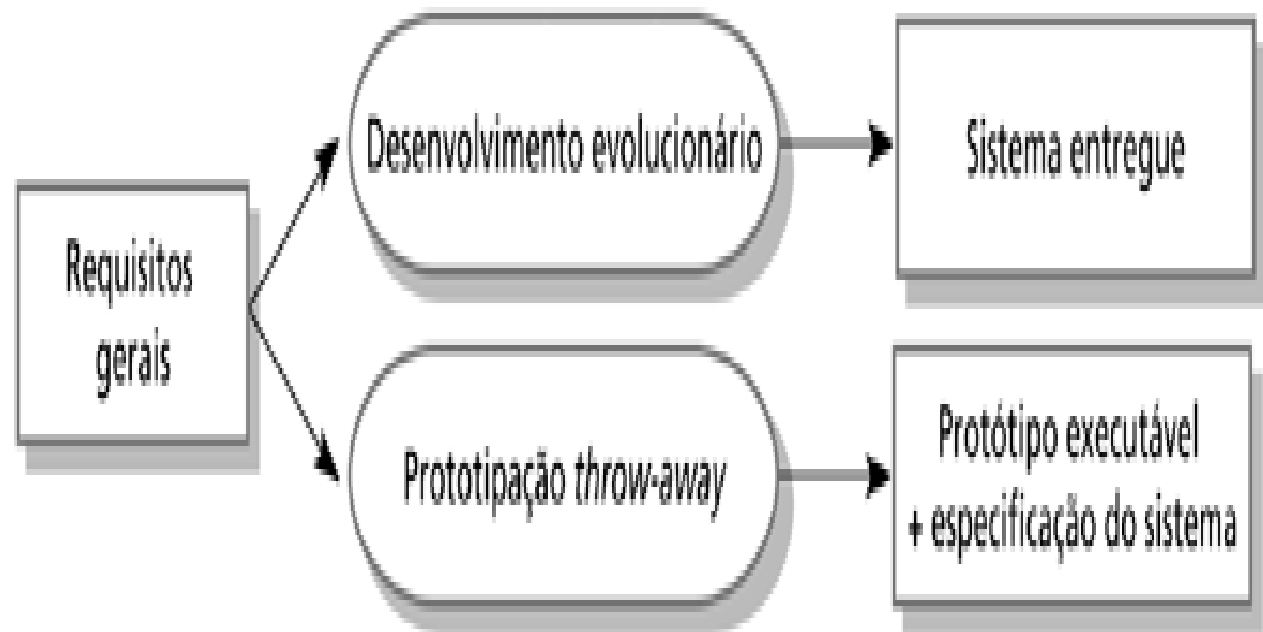 Requisitos
gerais
Desenvolvimento evolucionário
Sistema entregue
Prototipação throw-away
Protótipo executável
+ especificação do sistema